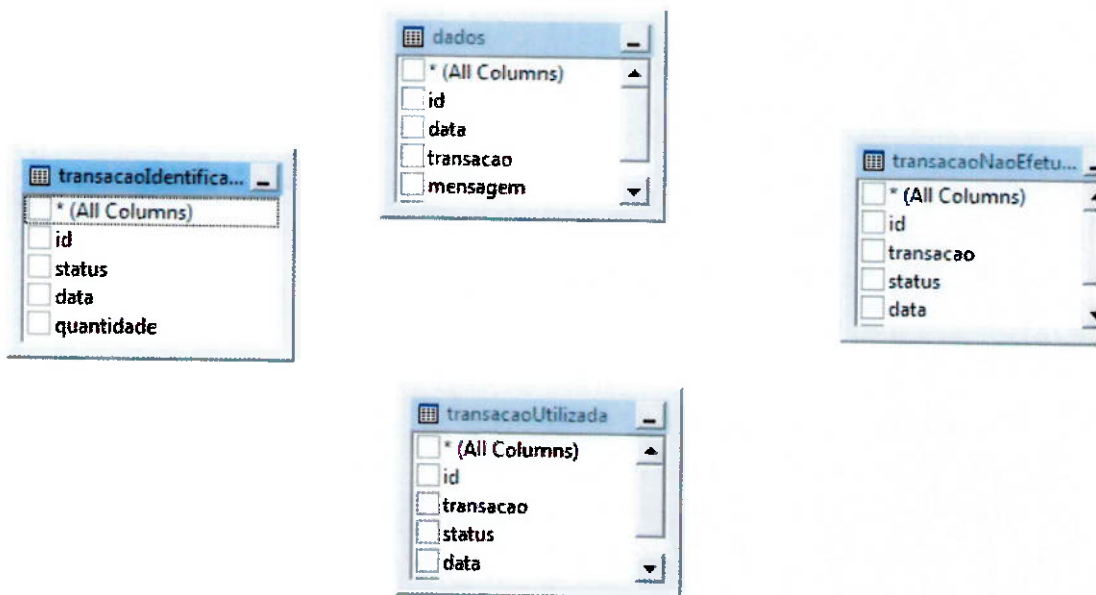 dados
* (All Columns)
id
data
transacao
mensagem
transacaoIdentifica...
* (All Columns)
id
status
data
quantidade
transacaoNaoEfetu...
* (All Columns)
id
transacao
status
data
transacaoUtilizada
* (All Columns)
id
transacao
status
data